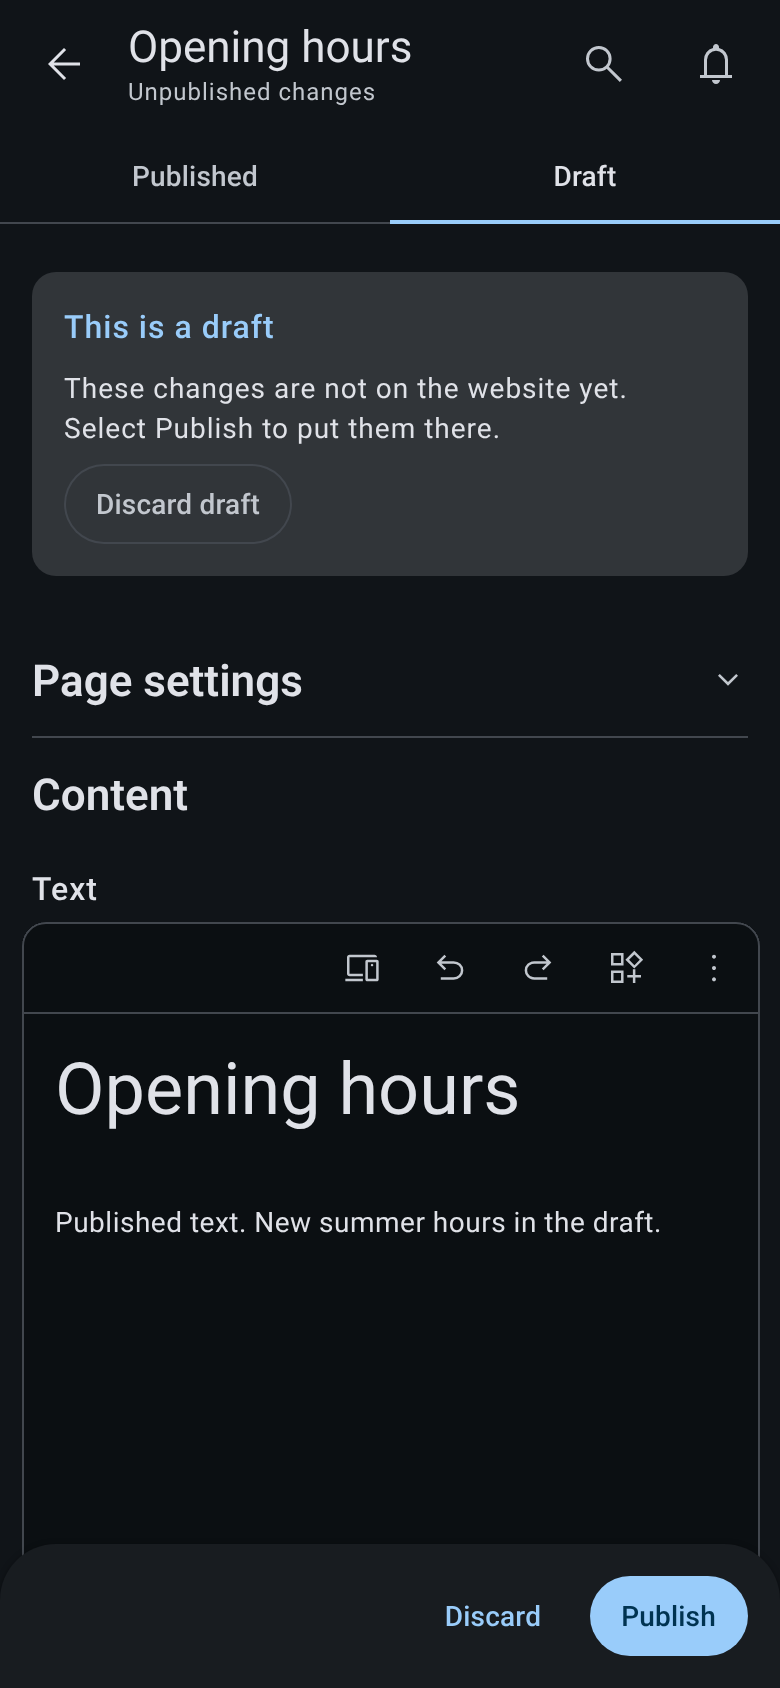 Opening hours
Unpublished changes
Published
Draft
This is a draft
These changes are not on the website yet.
Select Publish to put them there.
Discard draft
Page settings
Content
Text
Opening hours
Published text. New summer hours in the draft.
Discard
Publish